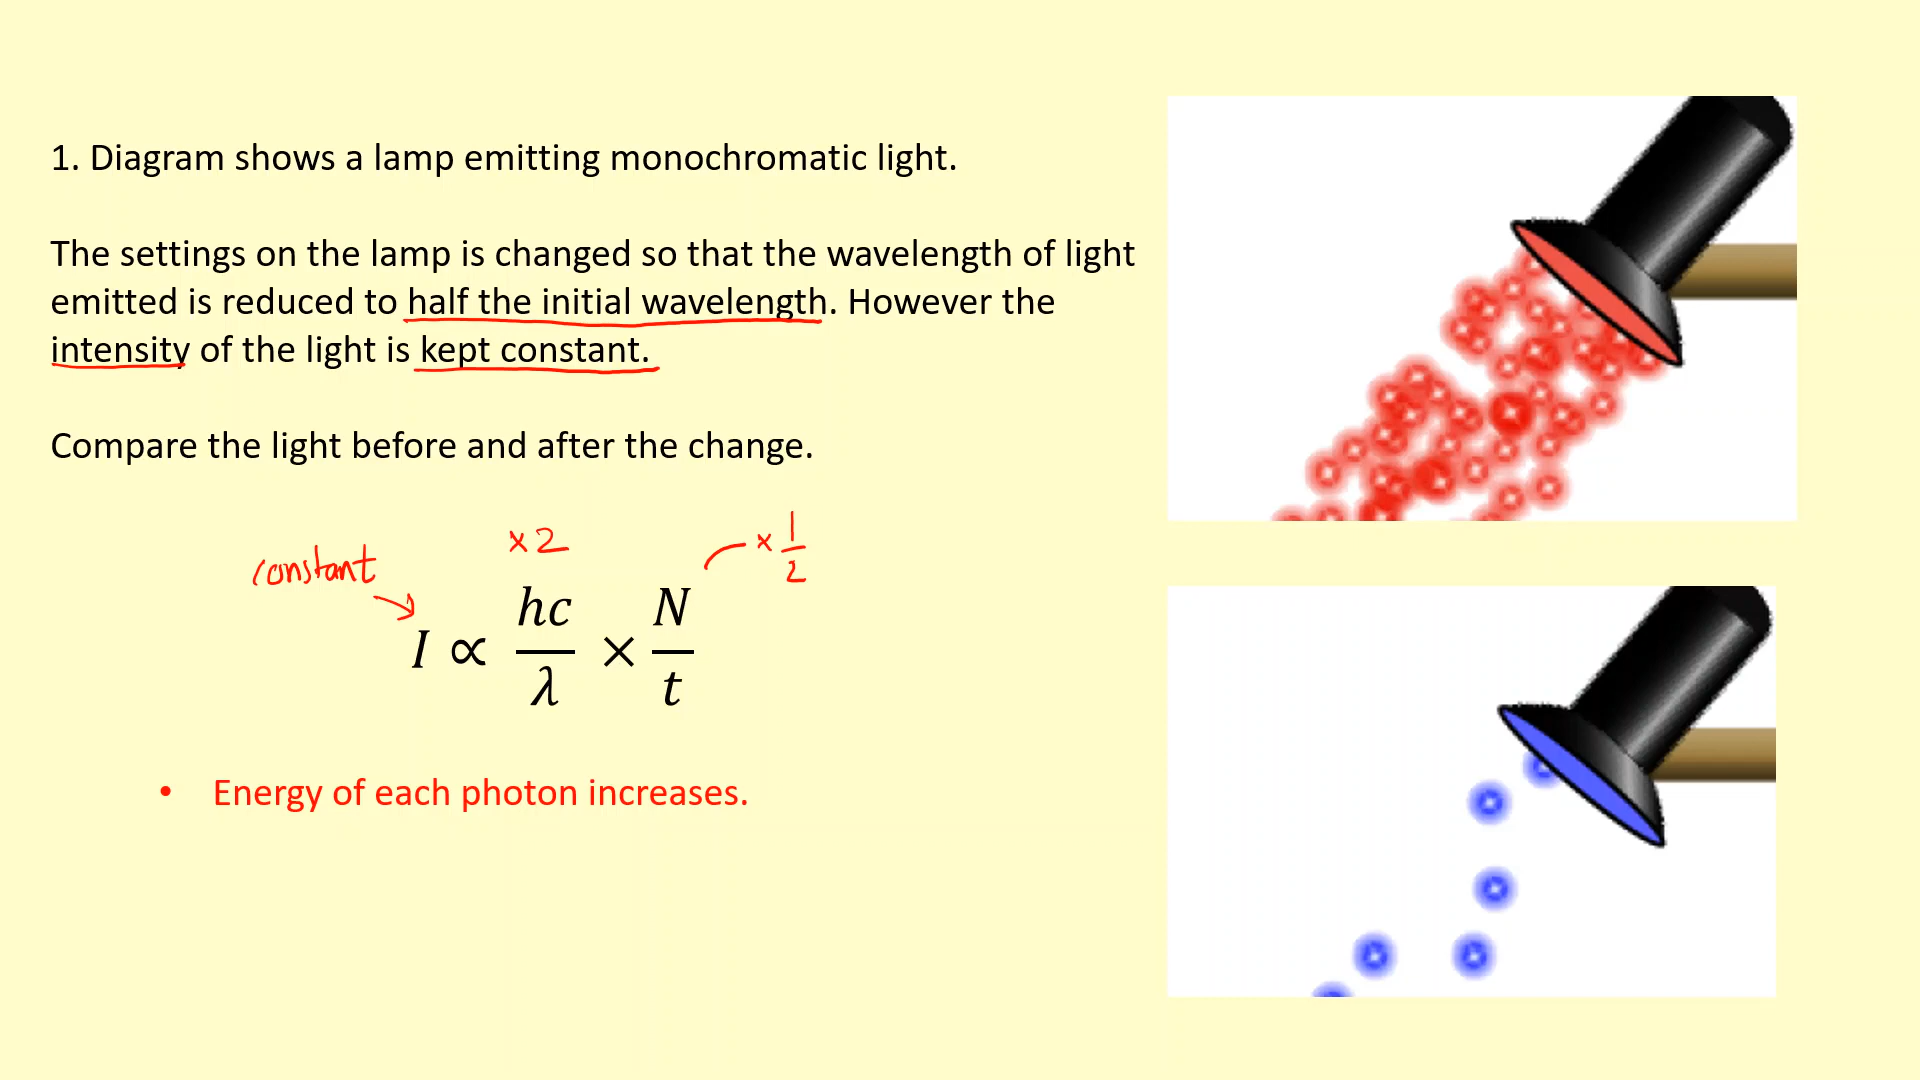 1. Diagram shows a lamp emitting monochromatic light.
The settings on the lamp is changed so that the wavelength of light
emitted is reduced to half the initial wavelength. However the
intensity of the light is kept constant.
Compare the light before and after the change.
constant
×2
×1/2
I ∝ hc/λ × N/t
• Energy of each photon increases.